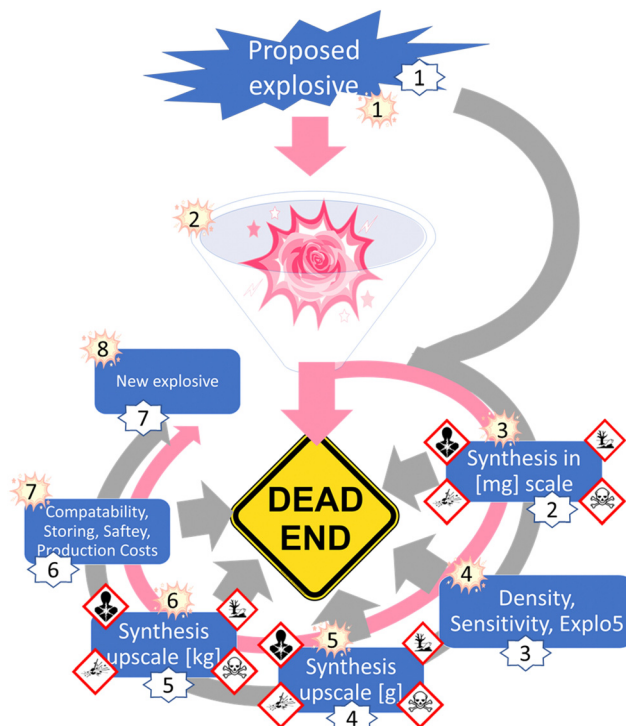 Proposed
explosive
1
1
2
8
New explosive
7
3
Synthesis in
[mg] scale
2
DEAD
END
7
Compatability,
Storing, Saftey,
Production Costs
6
4
Density,
Sensitivity, Explo5
3
6
Synthesis
upscale [kg]
5
5
Synthesis
upscale [g]
4